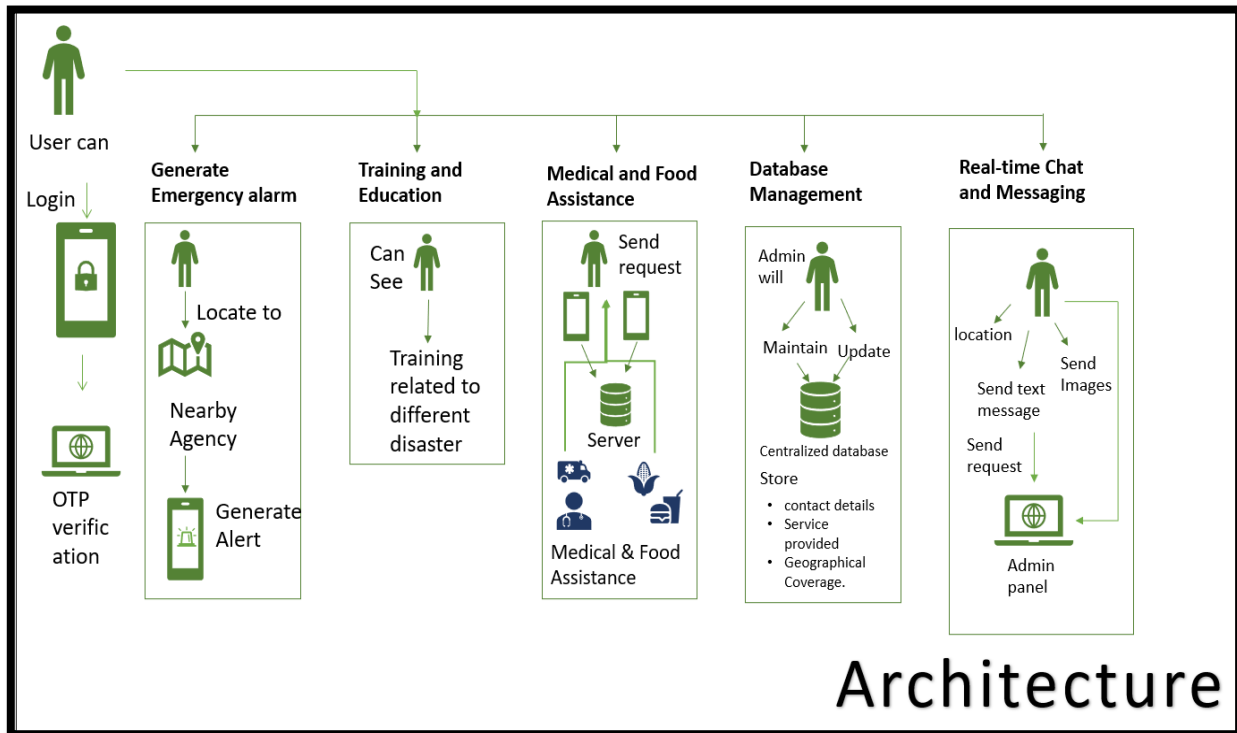 User can
Login
OTP
verific
ation
Generate
Emergency alarm
Locate to
Nearby
Agency
Generate
Alert
Training and
Education
Can
See
Training
related to
different
disaster
Medical and Food
Assistance
Send
request
Server
Medical & Food
Assistance
Database
Management
Admin
will
Maintain
Update
Centralized database
Store
• contact details
• Service
provided
• Geographical
Coverage.
Real-time Chat
and Messaging
location
Send
Images
Send text
message
Send
request
Admin
panel
Architecture